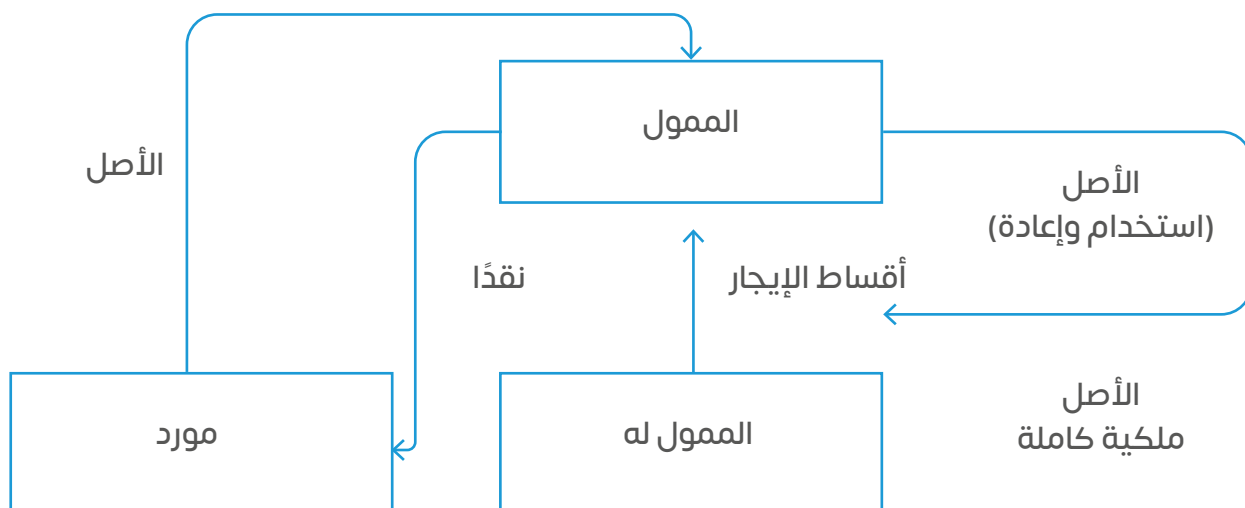 الممول
الأصل
الأصل
(استخدام وإعادة)
أقساط الإيجار
نقدًا
الأصل
ملكية كاملة
الممول له
مورد